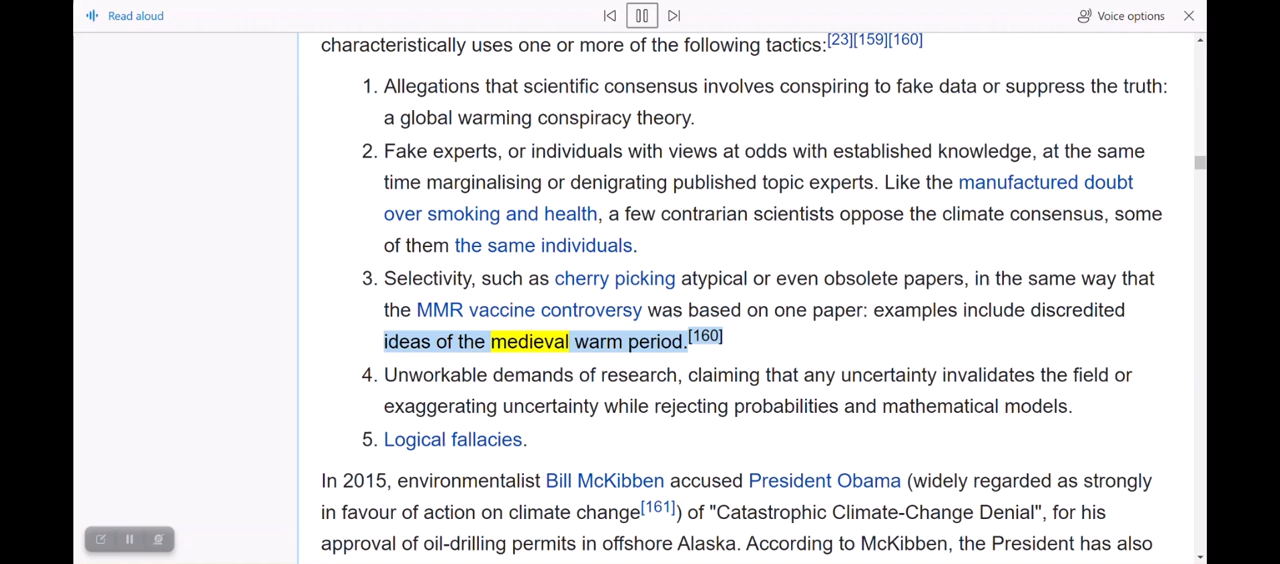 Read aloud
Voice options
characteristically uses one or more of the following tactics:[23][159][160]
1. Allegations that scientific consensus involves conspiring to fake data or suppress the truth:
a global warming conspiracy theory.
2. Fake experts, or individuals with views at odds with established knowledge, at the same
time marginalising or denigrating published topic experts. Like the manufactured doubt
over smoking and health, a few contrarian scientists oppose the climate consensus, some
of them the same individuals.
3. Selectivity, such as cherry picking atypical or even obsolete papers, in the same way that
the MMR vaccine controversy was based on one paper: examples include discredited
ideas of the medieval warm period.[160]
4. Unworkable demands of research, claiming that any uncertainty invalidates the field or
exaggerating uncertainty while rejecting probabilities and mathematical models.
5. Logical fallacies.
In 2015, environmentalist Bill McKibben accused President Obama (widely regarded as strongly
in favour of action on climate change[161]) of "Catastrophic Climate-Change Denial", for his
approval of oil-drilling permits in offshore Alaska. According to McKibben, the President has also